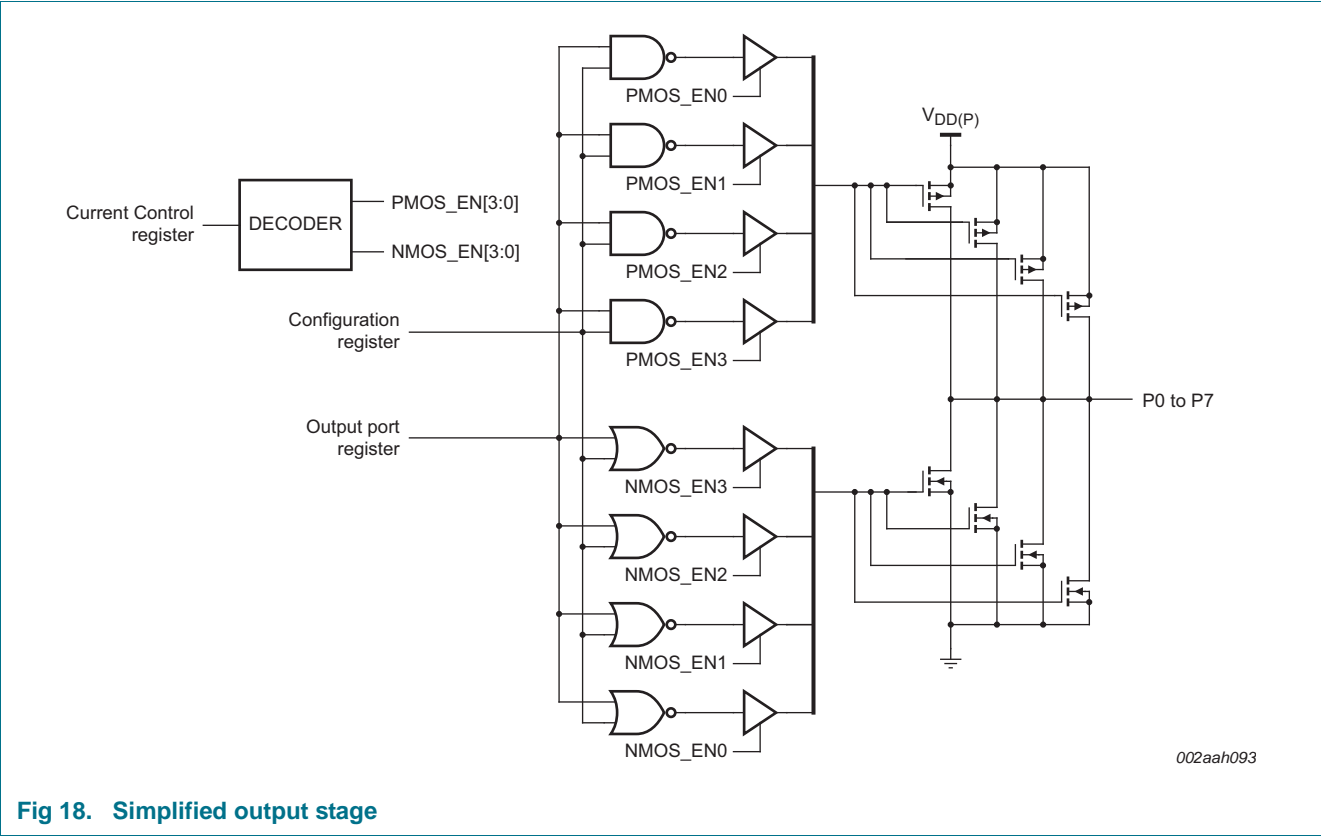 PMOS_EN0
VDD(P)
PMOS_EN1
Current Control
register
DECODER
PMOS_EN[3:0]
NMOS_EN[3:0]
PMOS_EN2
Configuration
register
PMOS_EN3
P0 to P7
Output port
register
NMOS_EN3
NMOS_EN2
NMOS_EN1
NMOS_EN0
002aah093
Fig 18. Simplified output stage